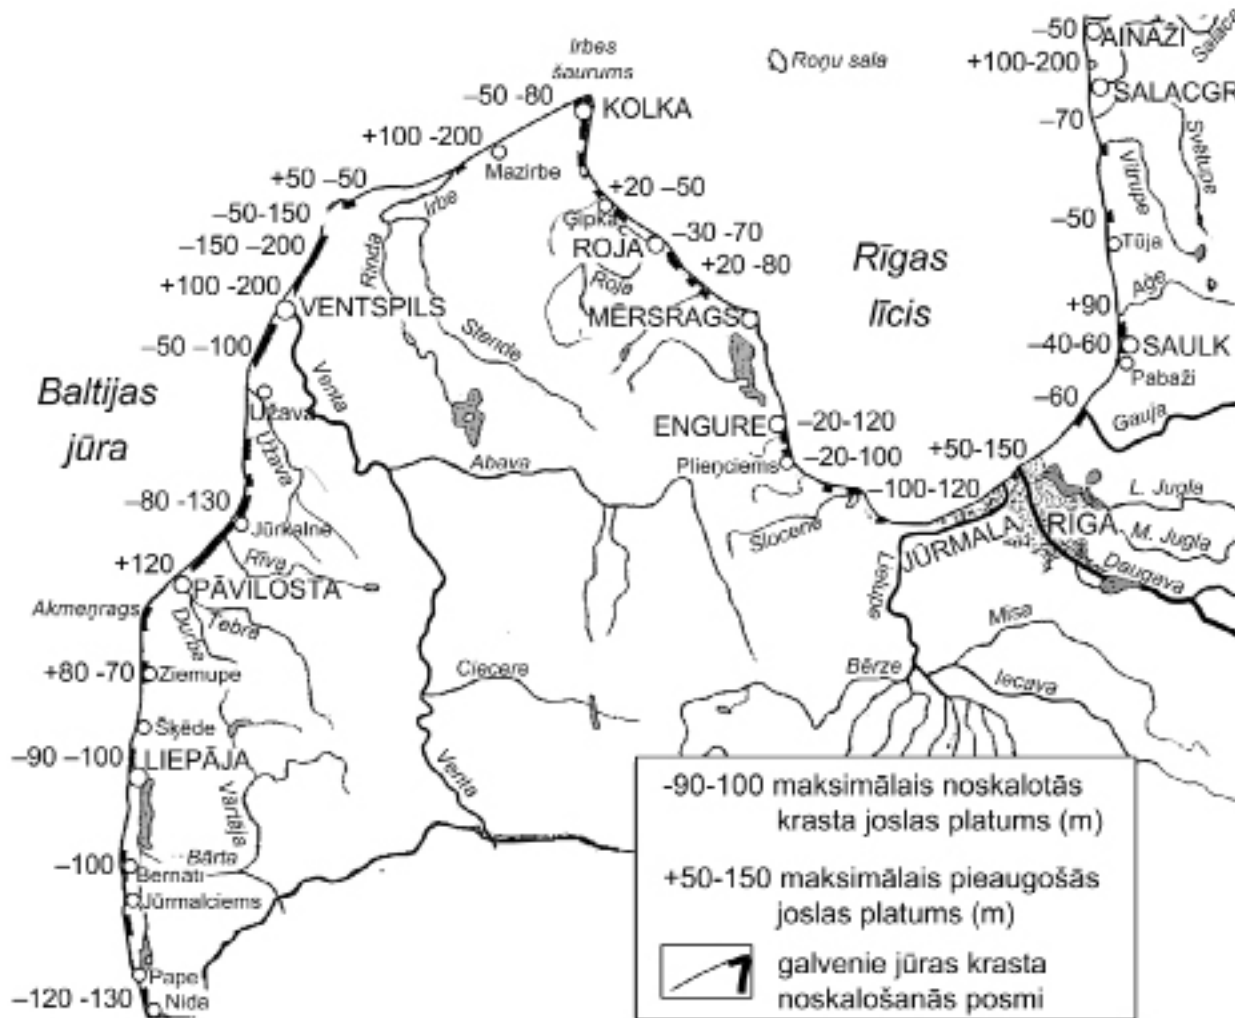 Irbes
šaurums
Roņu sala
–50
AINAŽI
Salaca
+100-200
SALACGR
–70
Svētupe
Vitrupe
–50 -80
KOLKA
+100 -200
Mazirbe
+50 –50
Irbe
+20 –50
Ģipka
–50-150
–150 –200
Rinda
ROJA
–30 -70
Roja
+20 -80
Rīgas
līcis
–50
Tūja
Aģe
+100 -200
VENTSPILS
MĒRSRAGS
+90
Stende
–40-60
SAULK
Pabaži
–50 –100
Venta
Baltijas
jūra
Užava
Užava
–60
Gauja
ENGURE
–20-120
Plieņciems
–20-100
+50-150
Abava
–80 -130
Jūrkalne
–100-120
Slocene
L. Jugla
JŪRMALA
RĪGA
M. Jugla
Rīva
+120
PĀVILOSTA
Lielupe
Daugava
Akmeņrags
Durba
Tebra
Misa
+80 -70
Ziemupe
Ciecere
Bērze
Iecava
Šķēde
–90 –100
LIEPĀJA
Venta
Vārtāja
–100
Bārta
Bernāti
Jūrmalciems
Pape
–120 -130
Nida
-90-100 maksimālais noskalotās
krasta joslas platums (m)
+50-150 maksimālais pieaugošās
joslas platums (m)
galvenie jūras krasta
noskalošanās posmi